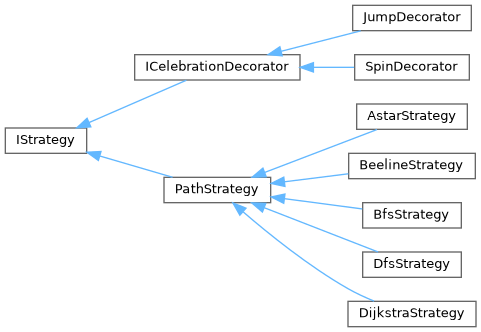 JumpDecorator
ICelebrationDecorator
SpinDecorator
AstarStrategy
IStrategy
BeelineStrategy
PathStrategy
BfsStrategy
DfsStrategy
DijkstraStrategy